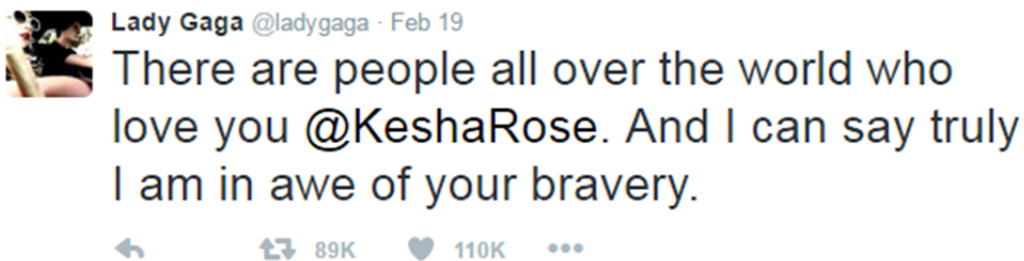 Lady Gaga @ladygaga · Feb 19
There are people all over the world who
love you @KeshaRose. And I can say truly
I am in awe of your bravery.
89K 110K